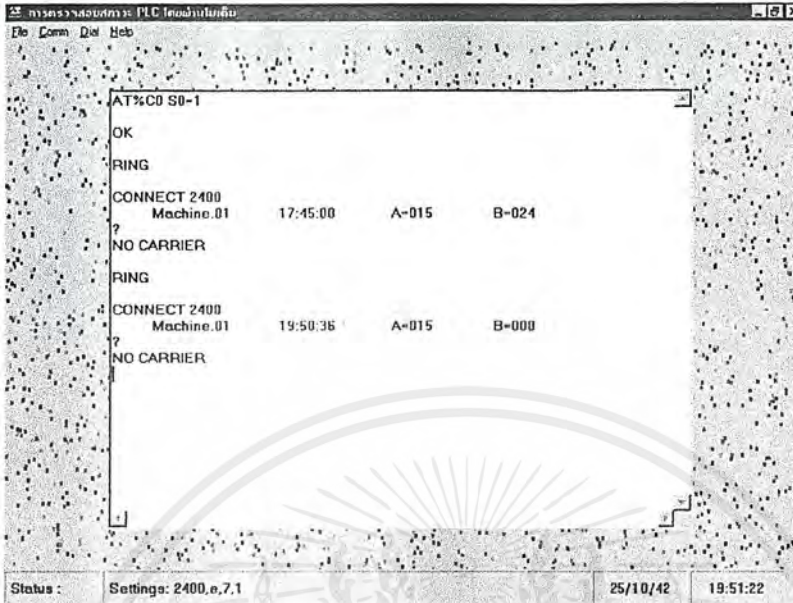 การตรวจสอบสภาวะ PLC โดยผ่านโมเด็ม
File Comm Dial Help
AT%C0 S0-1
OK
RING
CONNECT 2400
Machine.01 17:45:00 A=015 B=024
?
NO CARRIER
RING
CONNECT 2400
Machine.01 19:50:36 A=015 B=000
?
NO CARRIER
Status : Settings: 2400,e,7,1 25/10/42 19:51:22